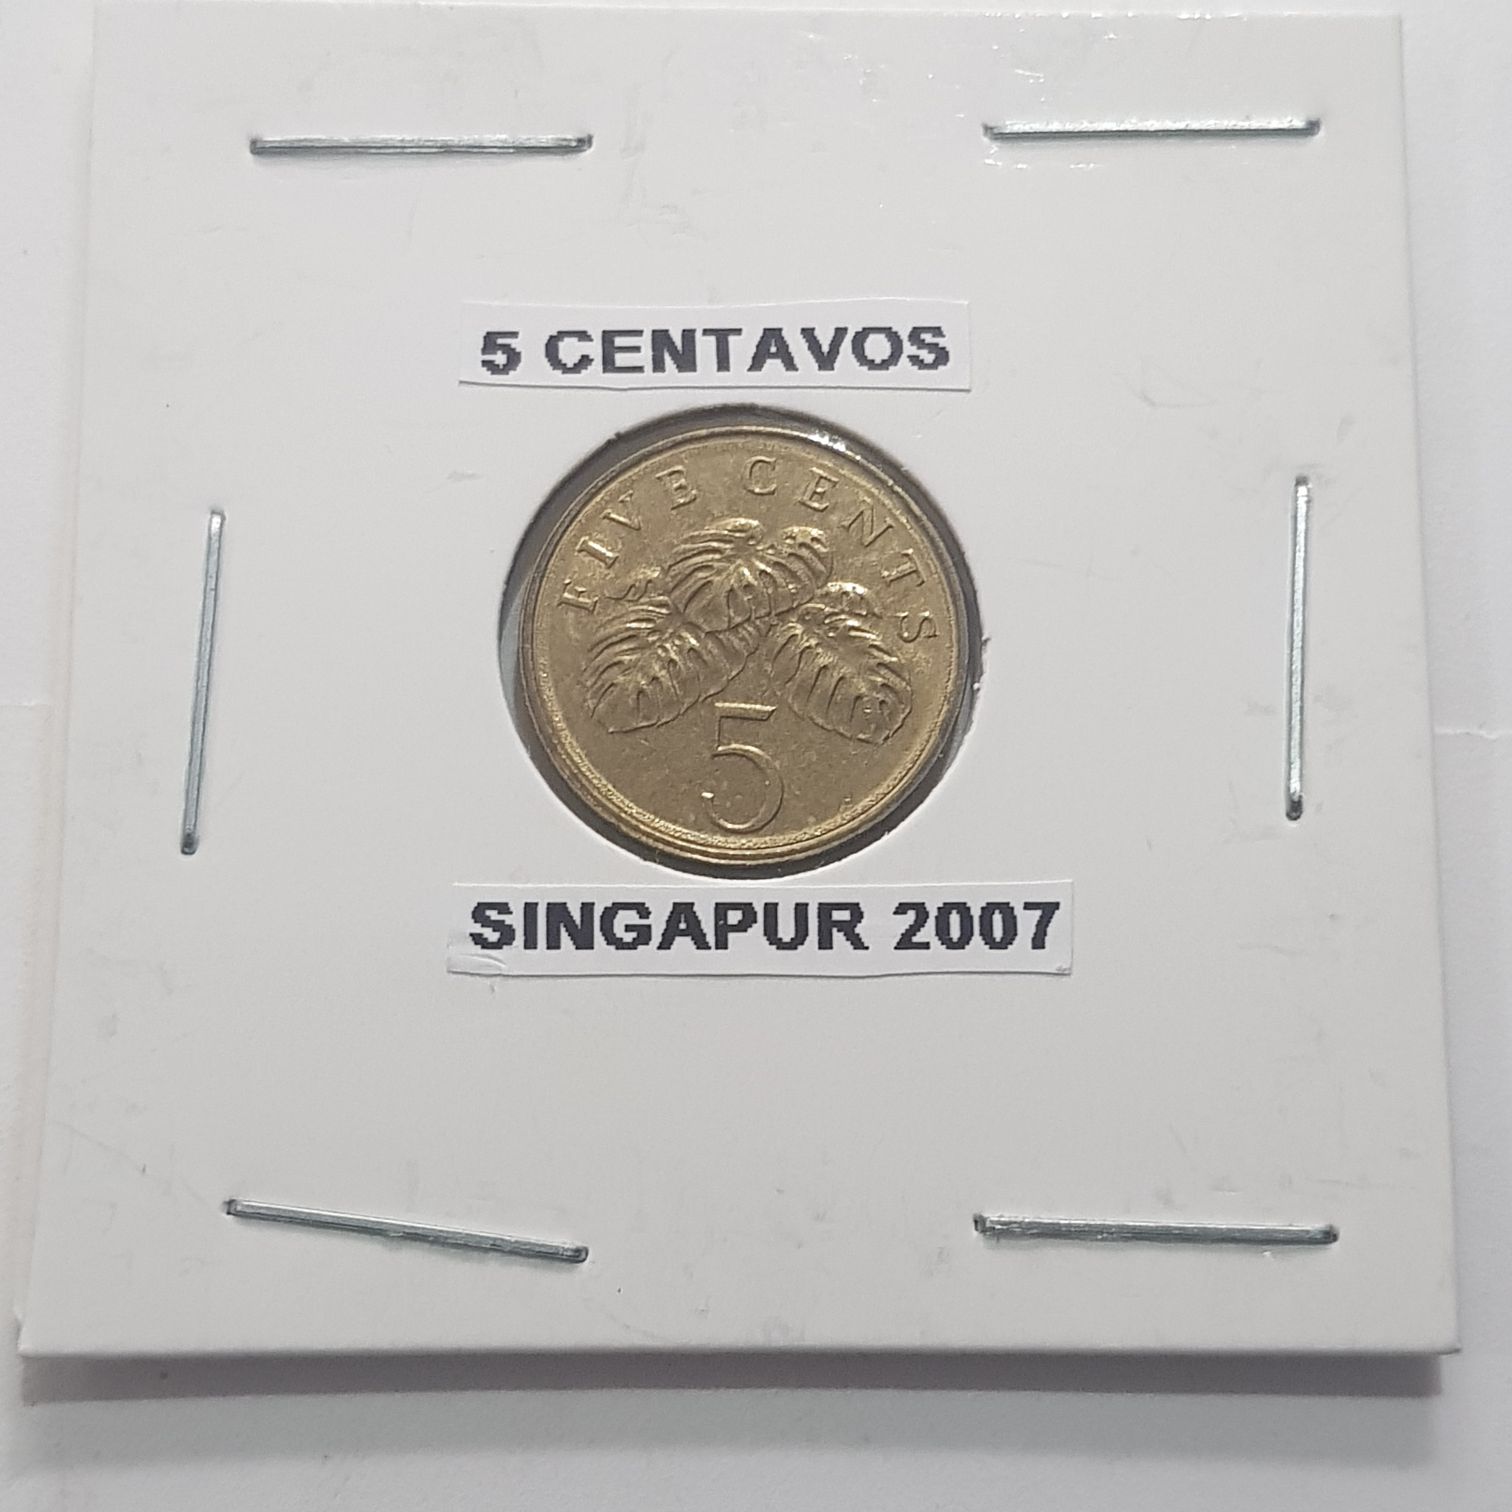 5 CENTAVOS
FIVE CENTS
5
SINGAPUR 2007